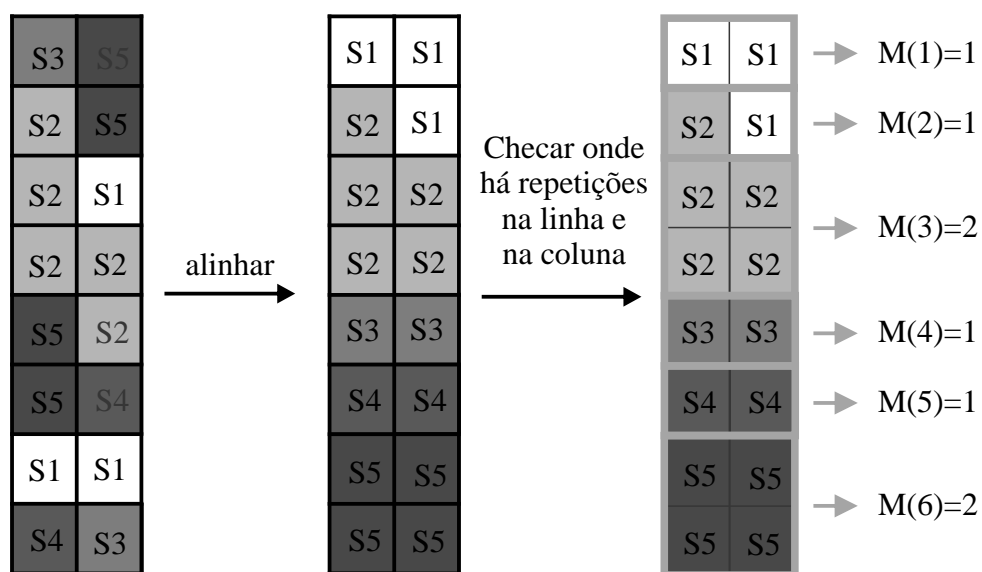 S3 S5 S1 S1 S1 S1 M(1)=1
S2 S5 S2 S1 S2 S1 M(2)=1
S2 S1 S2 S2 S2 S2
S2 S2 S2 S2 S2 S2
M(3)=2
alinhar
Checar onde
há repetições
na linha e
na coluna
S5 S2 S3 S3 S3 S3 M(4)=1
S5 S4 S4 S4 S4 S4 M(5)=1
S1 S1 S5 S5 S5 S5
S4 S3 S5 S5 S5 S5
M(6)=2